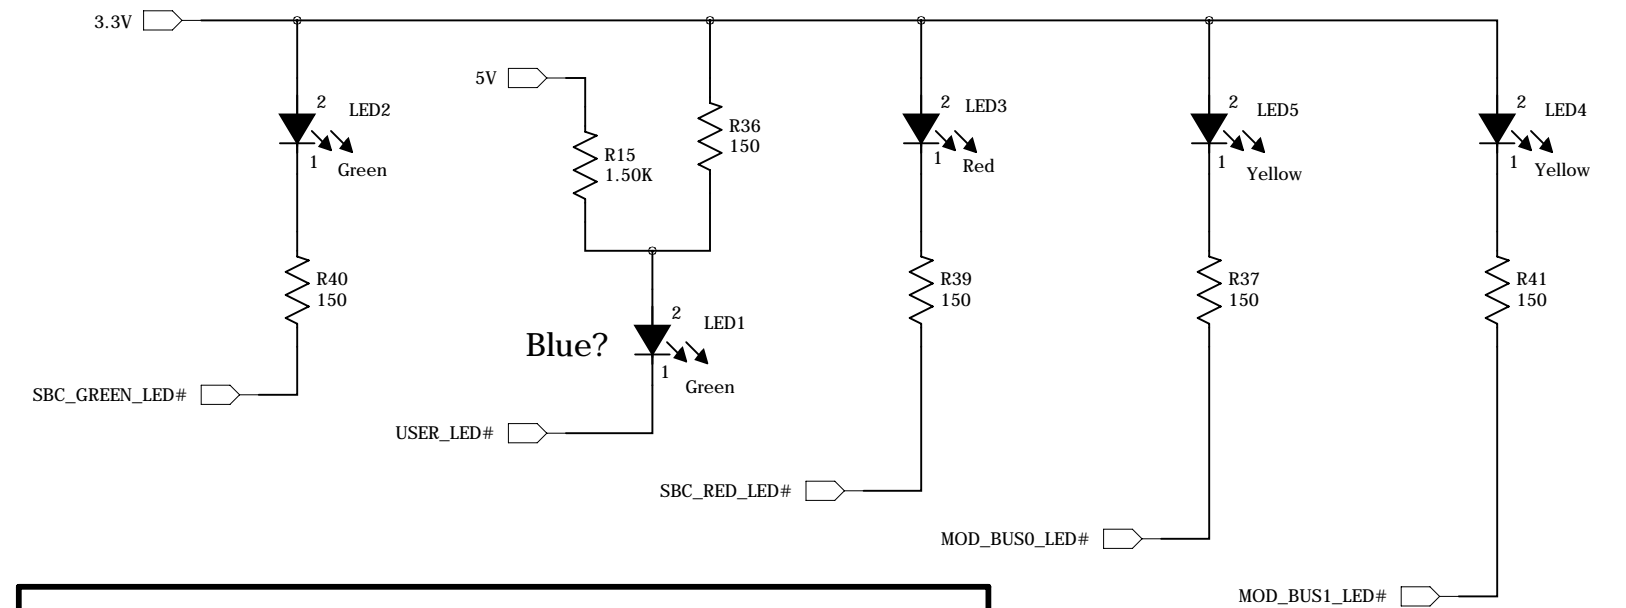 3.3V
5V
2
LED2
1
Green
R15
1.50K
R36
150
2
LED3
1
Red
2
LED5
1
Yellow
2
LED4
1
Yellow
R40
150
Blue?
2
LED1
1
Green
R39
150
R37
150
R41
150
SBC_GREEN_LED#
USER_LED#
SBC_RED_LED#
MOD_BUS0_LED#
MOD_BUS1_LED#